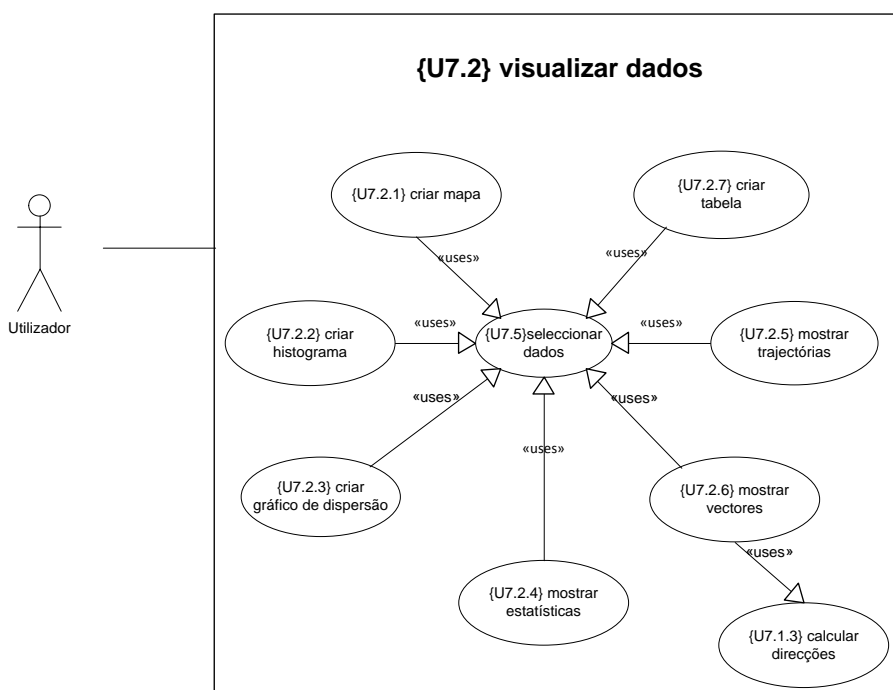 {U7.2} visualizar dados
{U7.2.1} criar mapa
{U7.2.7} criar
tabela
«uses»
«uses»
Utilizador
{U7.2.2} criar
histograma
«uses»
{U7.5}seleccionar
dados
«uses»
{U7.2.5} mostrar
trajectórias
«uses»
«uses»
«uses»
{U7.2.3} criar
gráfico de dispersão
{U7.2.6} mostrar
vectores
«uses»
{U7.2.4} mostrar
estatísticas
{U7.1.3} calcular
direcções